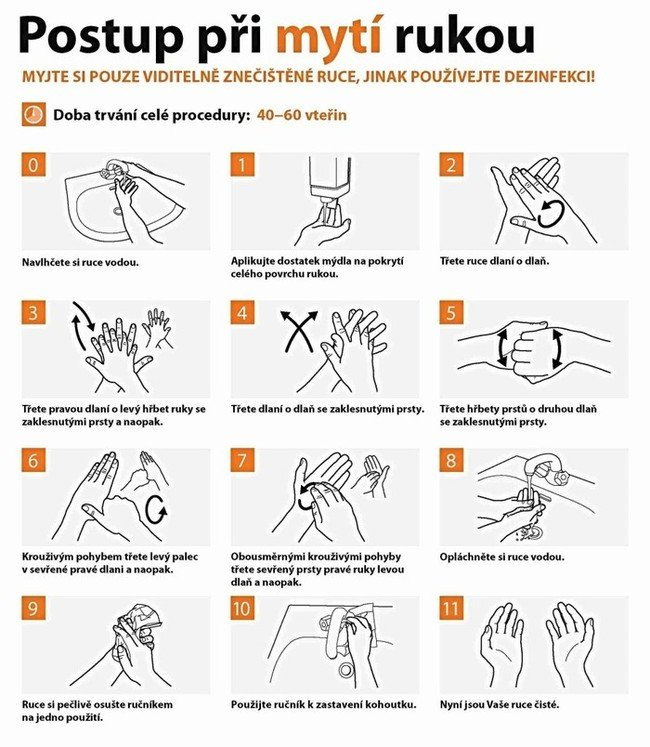 Postup při mytí rukou
MYJTE SI POUZE VIDITELNĚ ZNEČIŠTĚNÉ RUCE, JINAK POUŽÍVEJTE DEZINFEKCI!
Doba trvání celé procedury: 40–60 vteřin
0
Navlhčete si ruce vodou.
1
Aplikujte dostatek mýdla na pokrytí
celého povrchu rukou.
2
Třete ruce dlaní o dlaň.
3
Třete pravou dlaní o levý hřbet ruky se
zaklesnutými prsty a naopak.
4
Třete dlaní o dlaň se zaklesnutými prsty.
5
Třete hřbety prstů o druhou dlaň
se zaklesnutými prsty.
6
Krouživým pohybem třete levý palec
v sevřené pravé dlani a naopak.
7
Obousměrnými krouživými pohyby
třete sevřený prsty pravé ruky levou
dlaň a naopak.
8
Opláchněte si ruce vodou.
9
Ruce si pečlivě osušte ručníkem
na jedno použití.
10
Použijte ručník k zastavení kohoutku.
11
Nyní jsou Vaše ruce čisté.